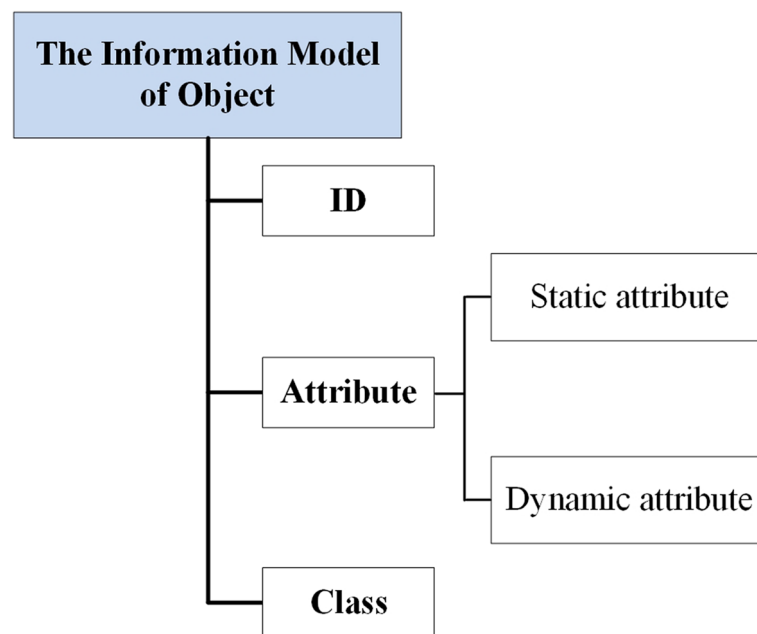 The Information Model
of Object
ID
Static attribute
Attribute
Dynamic attribute
Class